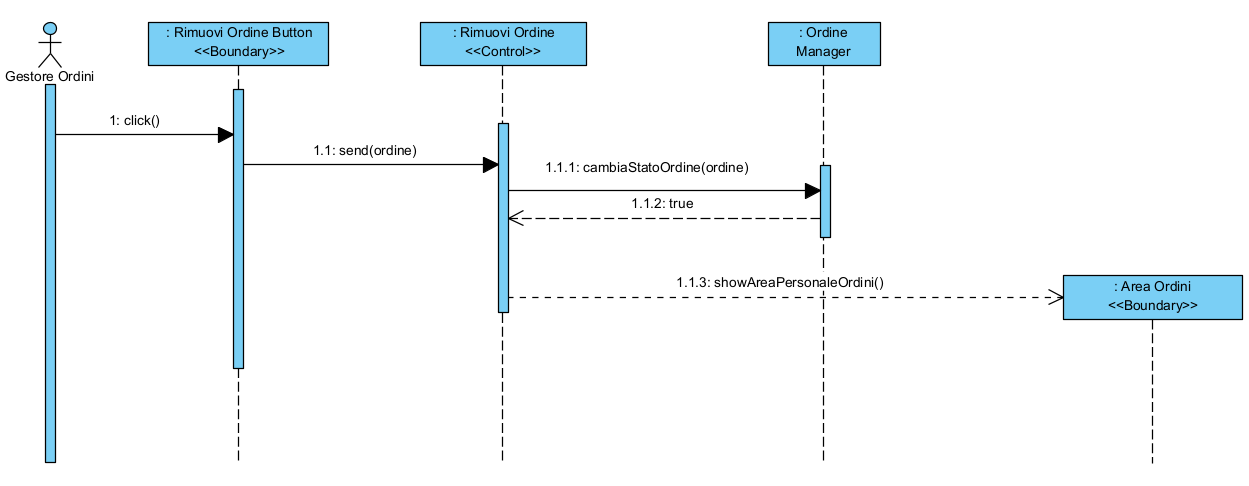 : Rimuovi Ordine Button
<<Boundary>>
: Rimuovi Ordine
<<Control>>
: Ordine
Manager
Gestore Ordini
1: click()
1.1: send(ordine)
1.1.1: cambiaStatoOrdine(ordine)
1.1.2: true
1.1.3: showAreaPersonaleOrdini()
: Area Ordini
<<Boundary>>